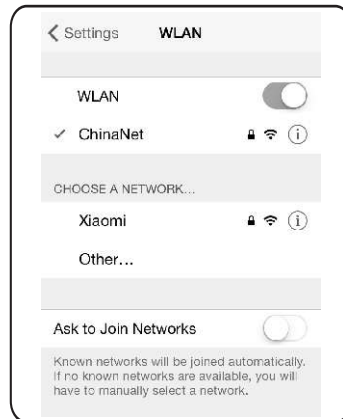 Settings WLAN
WLAN
ChinaNet
CHOOSE A NETWORK...
Xiaomi
Other...
Ask to Join Networks
Known networks will be joined automatically.
If no known networks are available, you will
have to manually select a network.